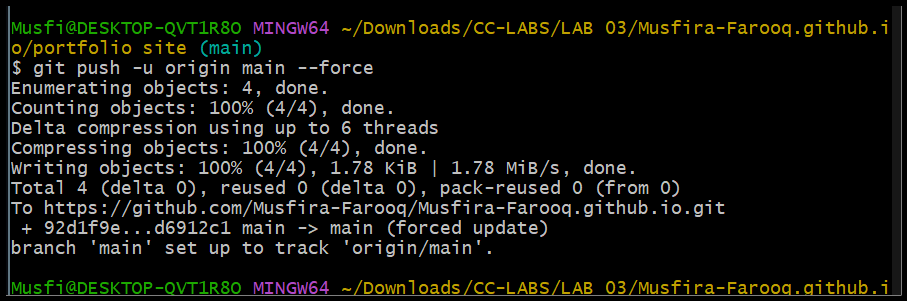 Musfi@DESKTOP-QVT1R8O MINGW64 ~/Downloads/CC-LABS/LAB 03/Musfira-Farooq.github.i
o/portfolio site (main)
$ git push -u origin main --force
Enumerating objects: 4, done.
Counting objects: 100% (4/4), done.
Delta compression using up to 6 threads
Compressing objects: 100% (4/4), done.
Writing objects: 100% (4/4), 1.78 KiB | 1.78 MiB/s, done.
Total 4 (delta 0), reused 0 (delta 0), pack-reused 0 (from 0)
To https://github.com/Musfira-Farooq/Musfira-Farooq.github.io.git
 + 92d1f9e...d6912c1 main -> main (forced update)
branch 'main' set up to track 'origin/main'.
Musfi@DESKTOP-QVT1R8O MINGW64 ~/Downloads/CC-LABS/LAB 03/Musfira-Farooq.github.i